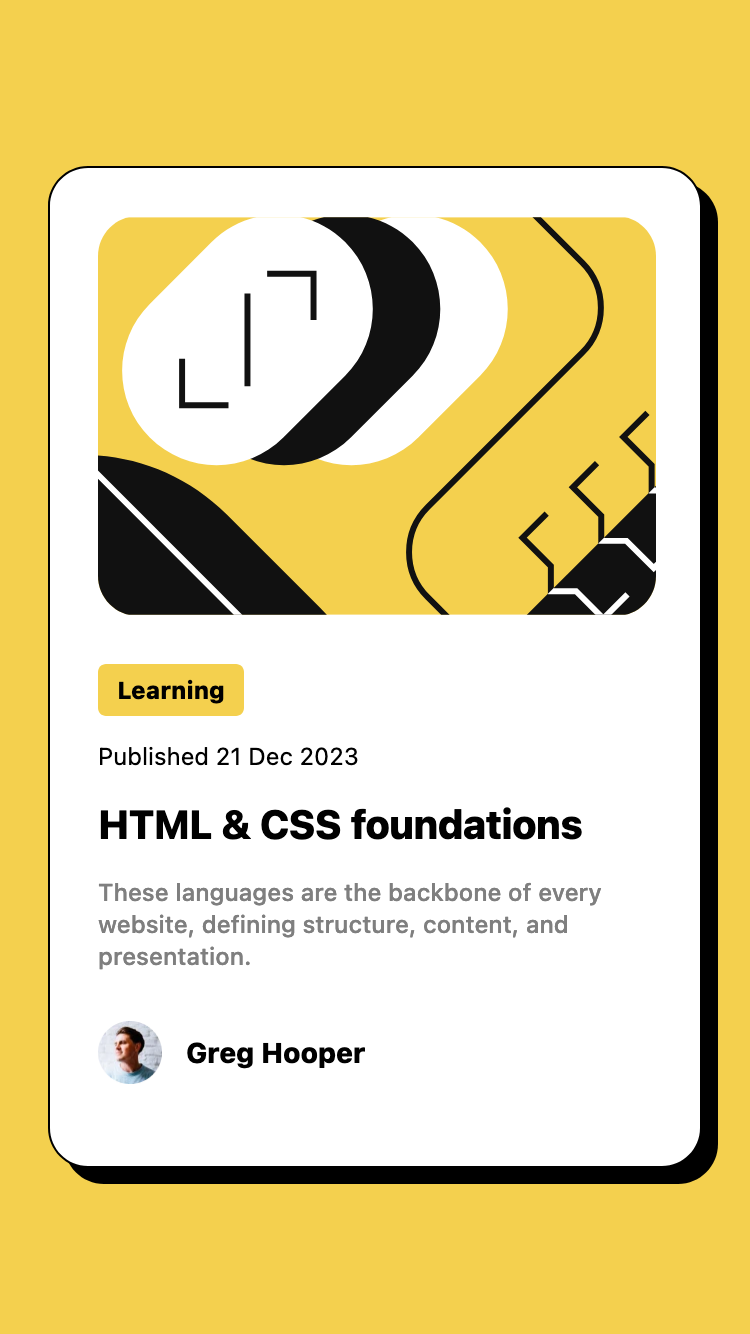 Learning
Published 21 Dec 2023
HTML & CSS foundations
These languages are the backbone of every
website, defining structure, content, and
presentation.
Greg Hooper